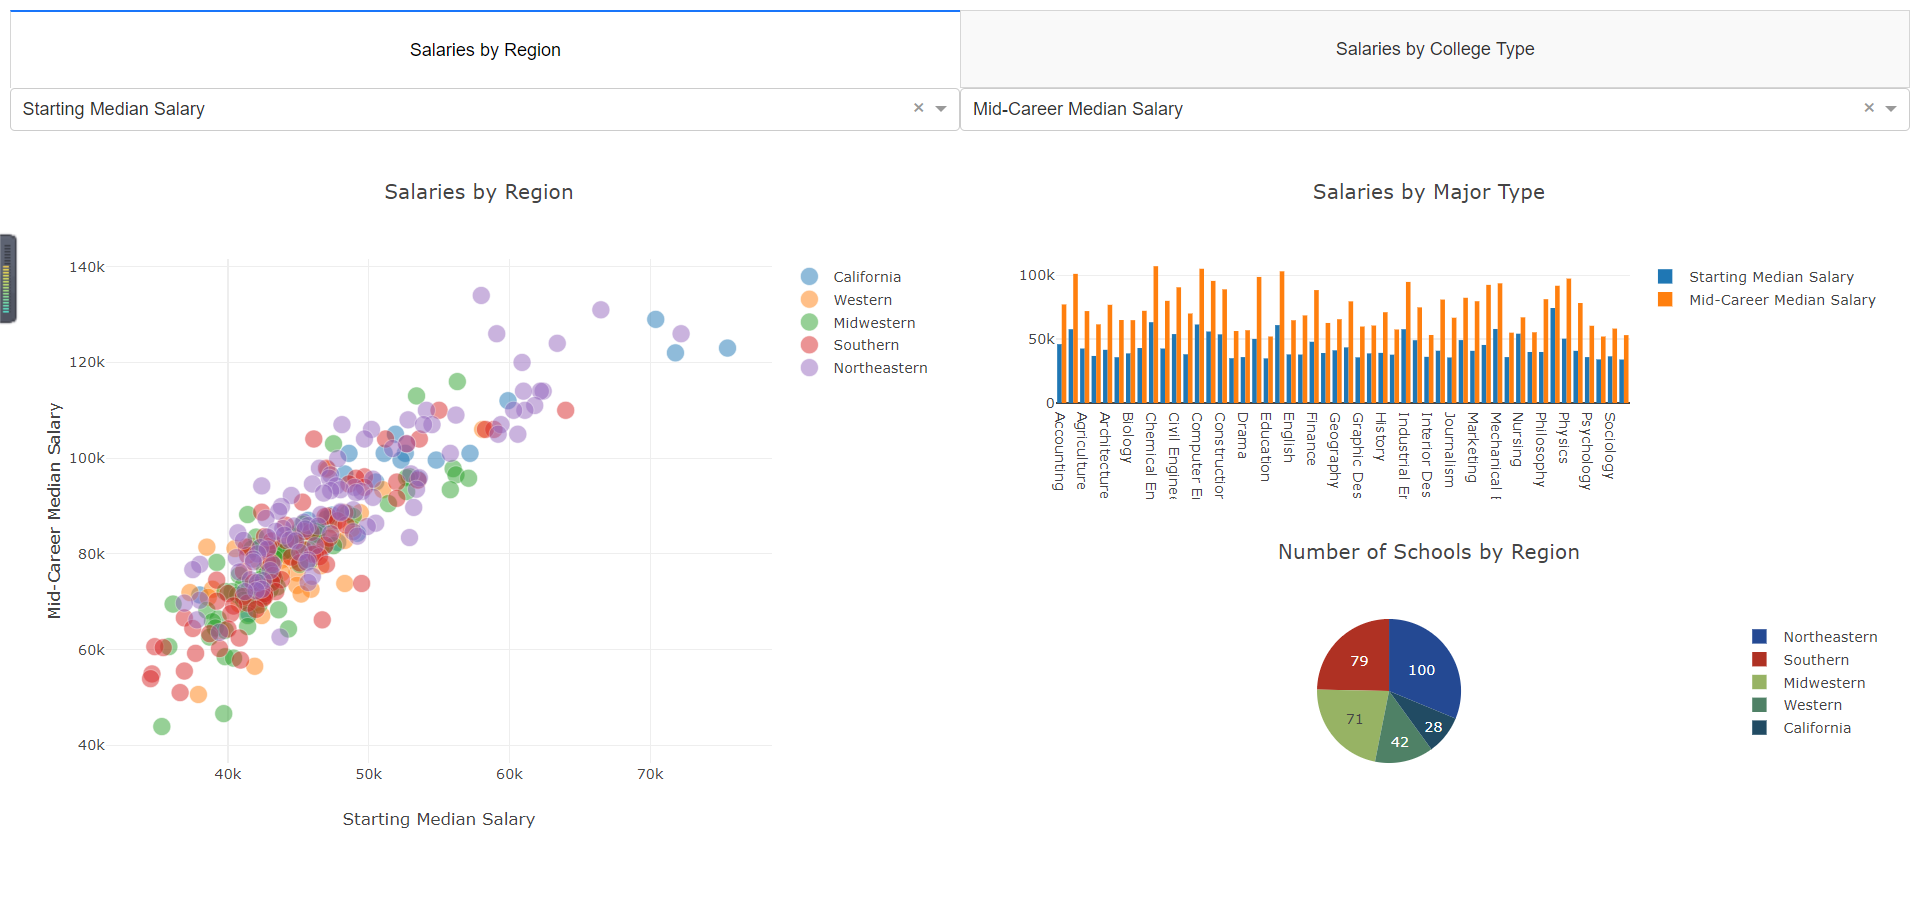 Salaries by Region
Salaries by College Type
Starting Median Salary
Mid-Career Median Salary
Salaries by Region
140k
120k
100k
80k
60k
40k
40k
50k
60k
70k
Mid-Career Median Salary
Starting Median Salary
California
Western
Midwestern
Southern
Northeastern
Salaries by Major Type
100k
50k
0
Accounting
Agriculture
Architecture
Biology
Chemical En
Civil Enginee
Computer E
Construction
Drama
Education
English
Finance
Geography
Graphic Des
History
Industrial Er
Interior Des
Journalism
Marketing
Mechanical E
Nursing
Philosophy
Physics
Psychology
Sociology
Starting Median Salary
Mid-Career Median Salary
Number of Schools by Region
79
100
71
28
42
Northeastern
Southern
Midwestern
Western
California